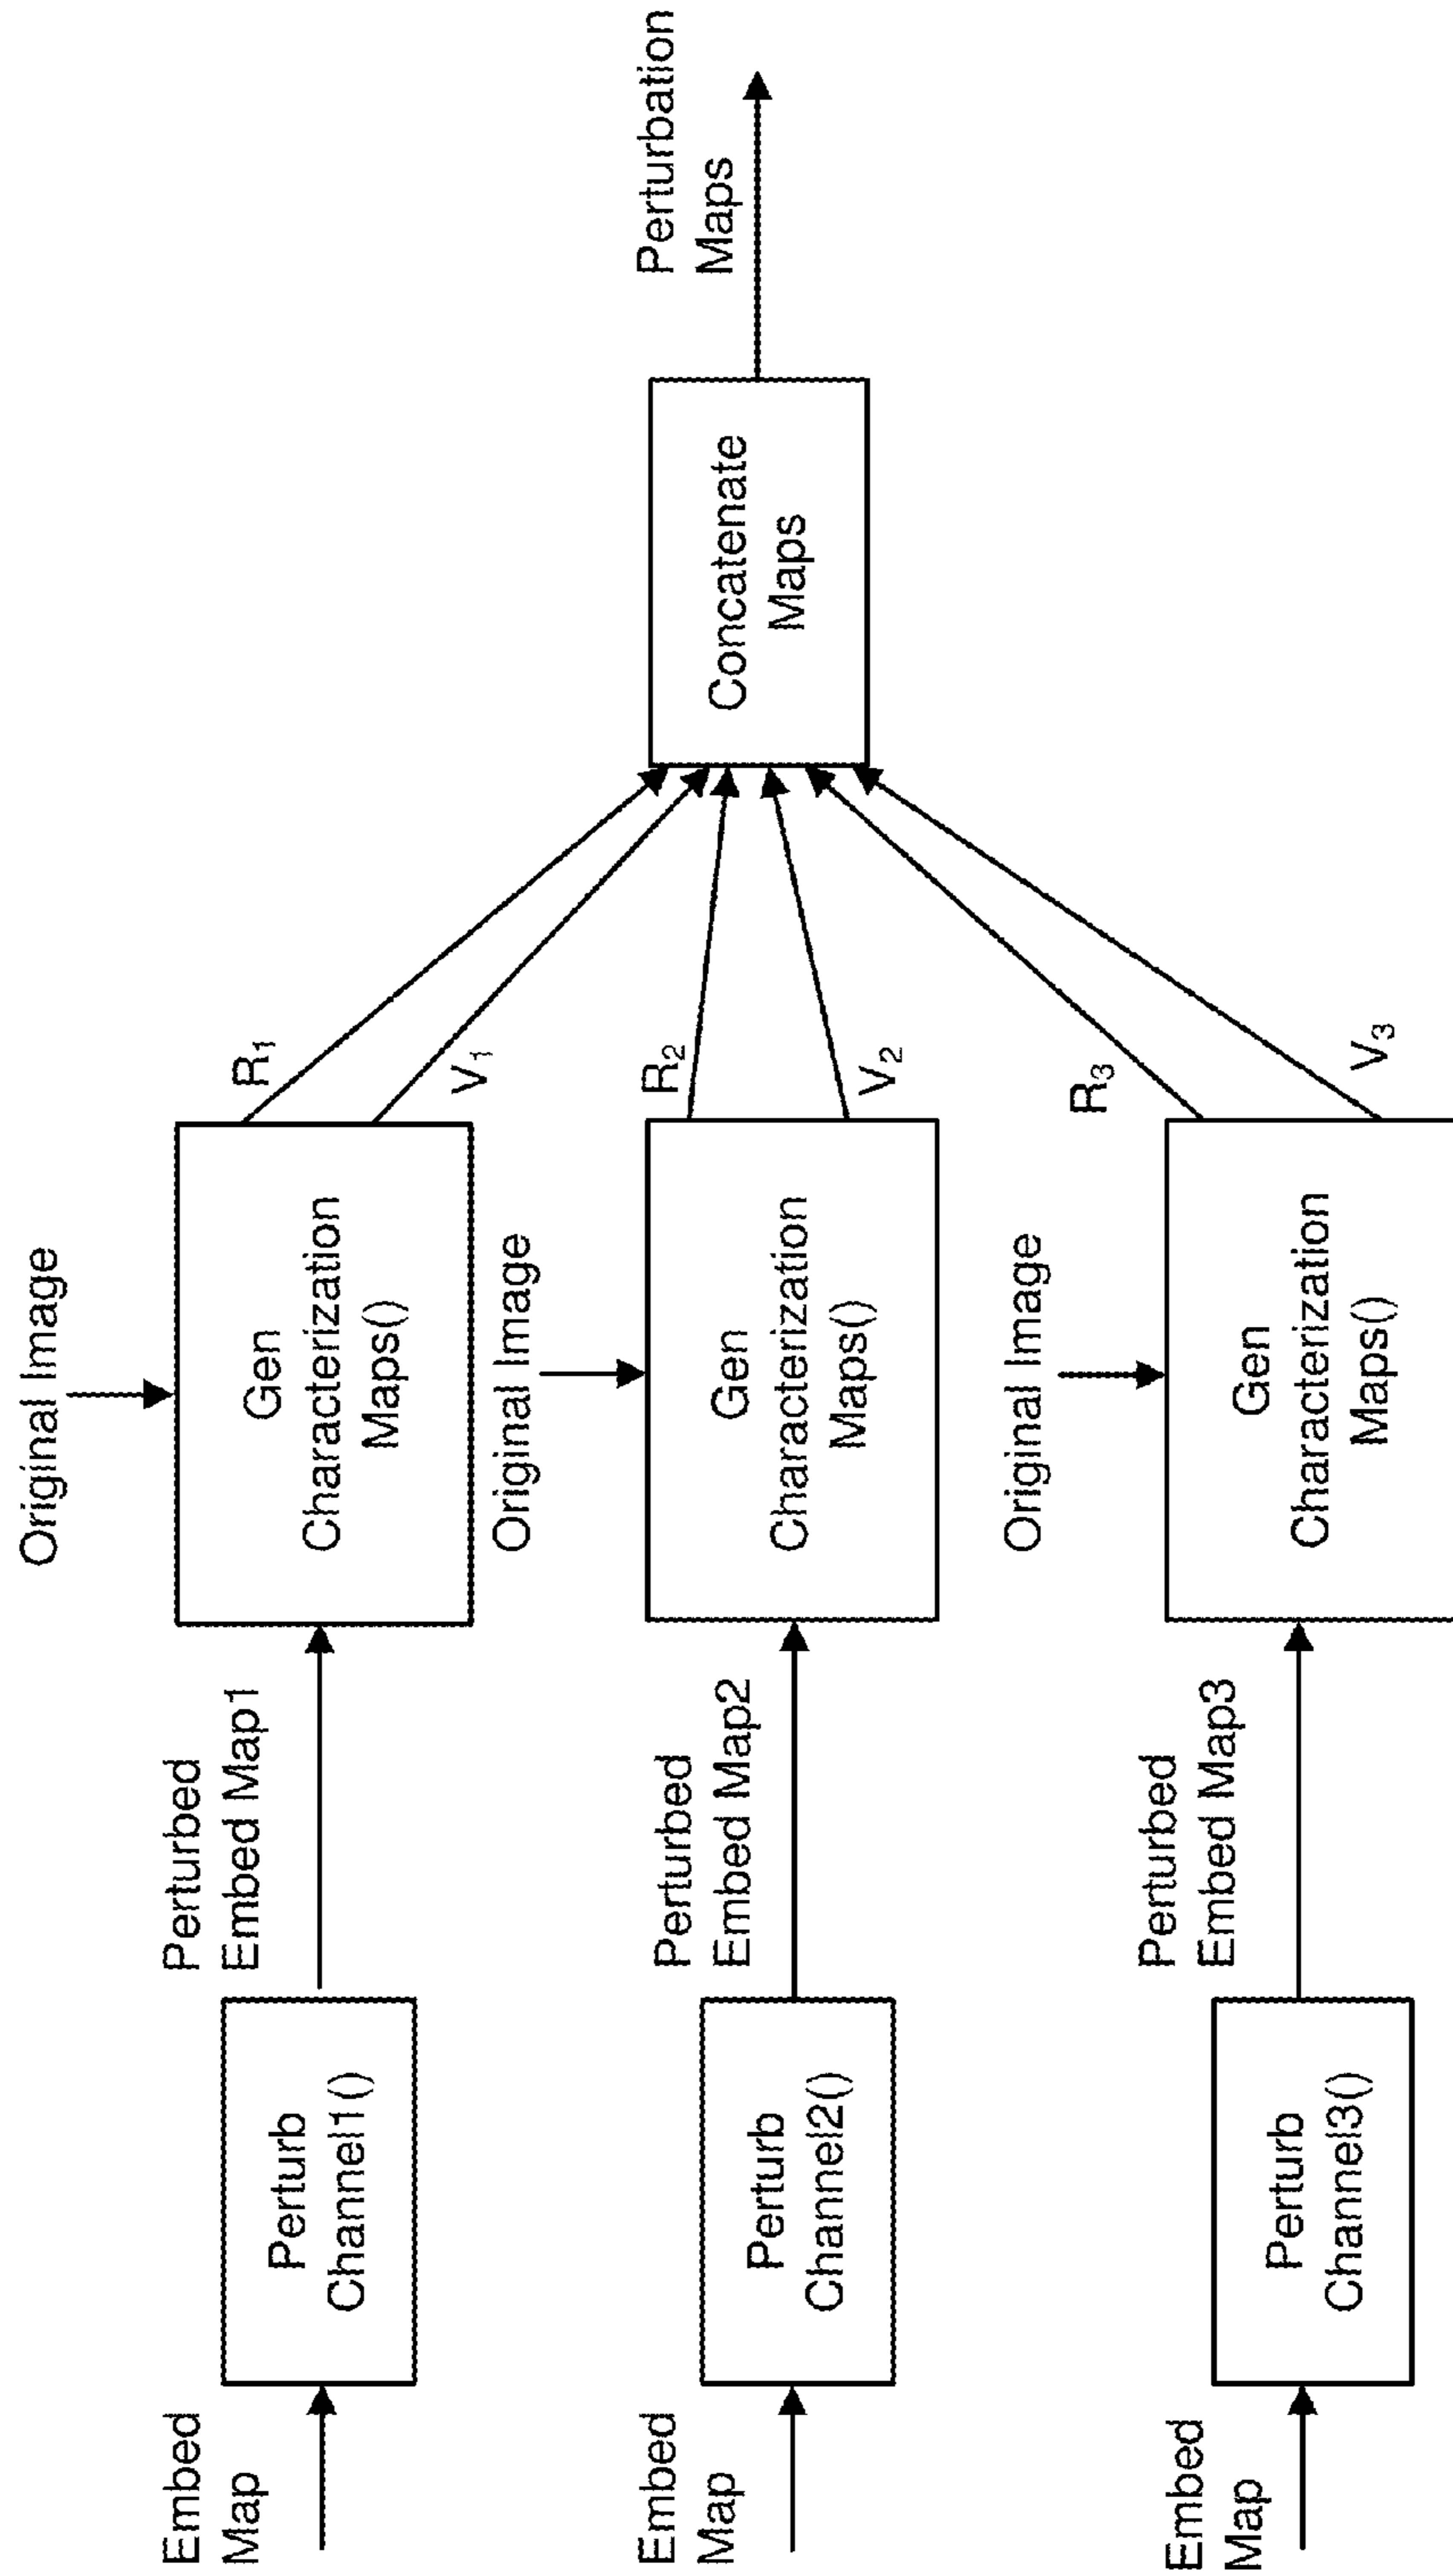 Embed
Map
Perturb
Channel1()
Perturbed
Embed Map1
Original Image
Gen
Characterization
Maps()
R1
V1
Embed
Map
Perturb
Channel2()
Perturbed
Embed Map2
Original Image
Gen
Characterization
Maps()
R2
V2
Embed
Map
Perturb
Channel3()
Perturbed
Embed Map3
Original Image
Gen
Characterization
Maps()
R3
V3
Concatenate
Maps
Perturbation
Maps